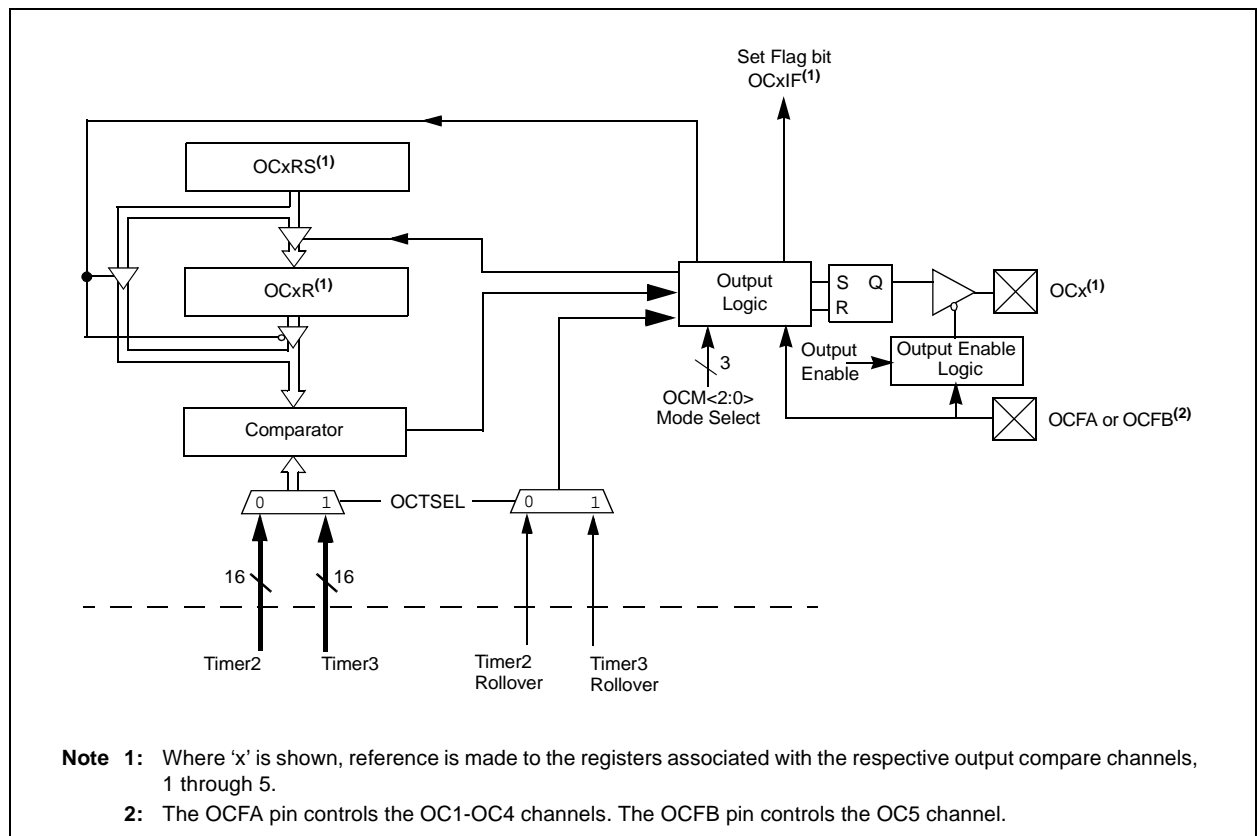 Set Flag bit
OCxIF(1)
OCxRS(1)
OCxR(1)
Output
Logic
S Q
R
OCx(1)
Output
Enable
Output Enable
Logic
3
OCM<2:0>
Mode Select
OCFA or OCFB(2)
Comparator
0 1
OCTSEL
0 1
16
16
Timer2
Timer3
Timer2
Rollover
Timer3
Rollover
Note 1: Where ‘x’ is shown, reference is made to the registers associated with the respective output compare channels,
1 through 5.
2: The OCFA pin controls the OC1-OC4 channels. The OCFB pin controls the OC5 channel.